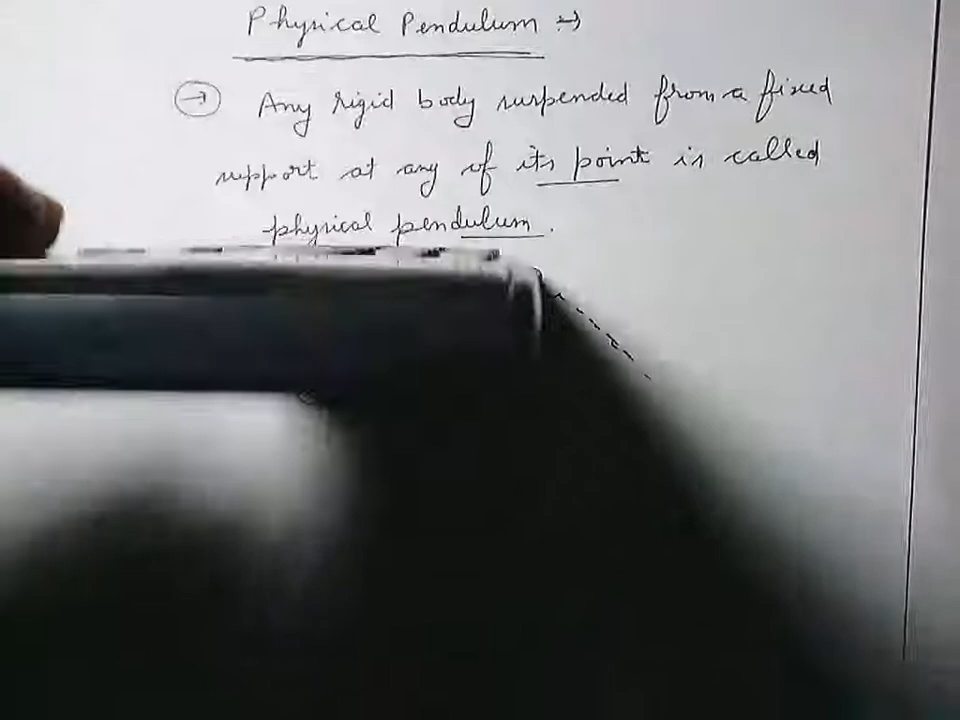 Physical Pendulum :→
→ Any rigid body suspended from a fixed
support at any of its point is called
physical pendulum.